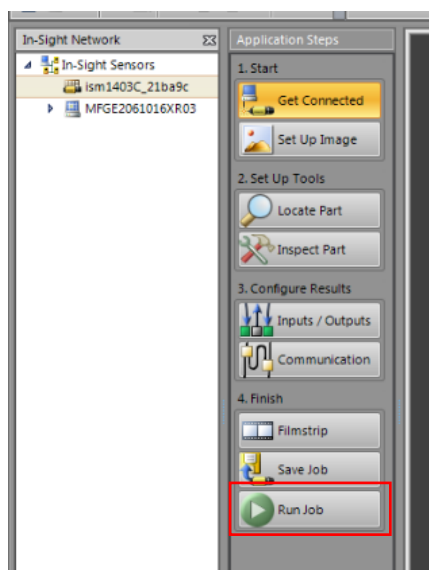 In-Sight Network
In-Sight Sensors
ism1403C_21ba9c
MFGE2061016XR03
Application Steps
1. Start
Get Connected
Set Up Image
2. Set Up Tools
Locate Part
Inspect Part
3. Configure Results
Inputs / Outputs
Communication
4. Finish
Filmstrip
Save Job
Run Job